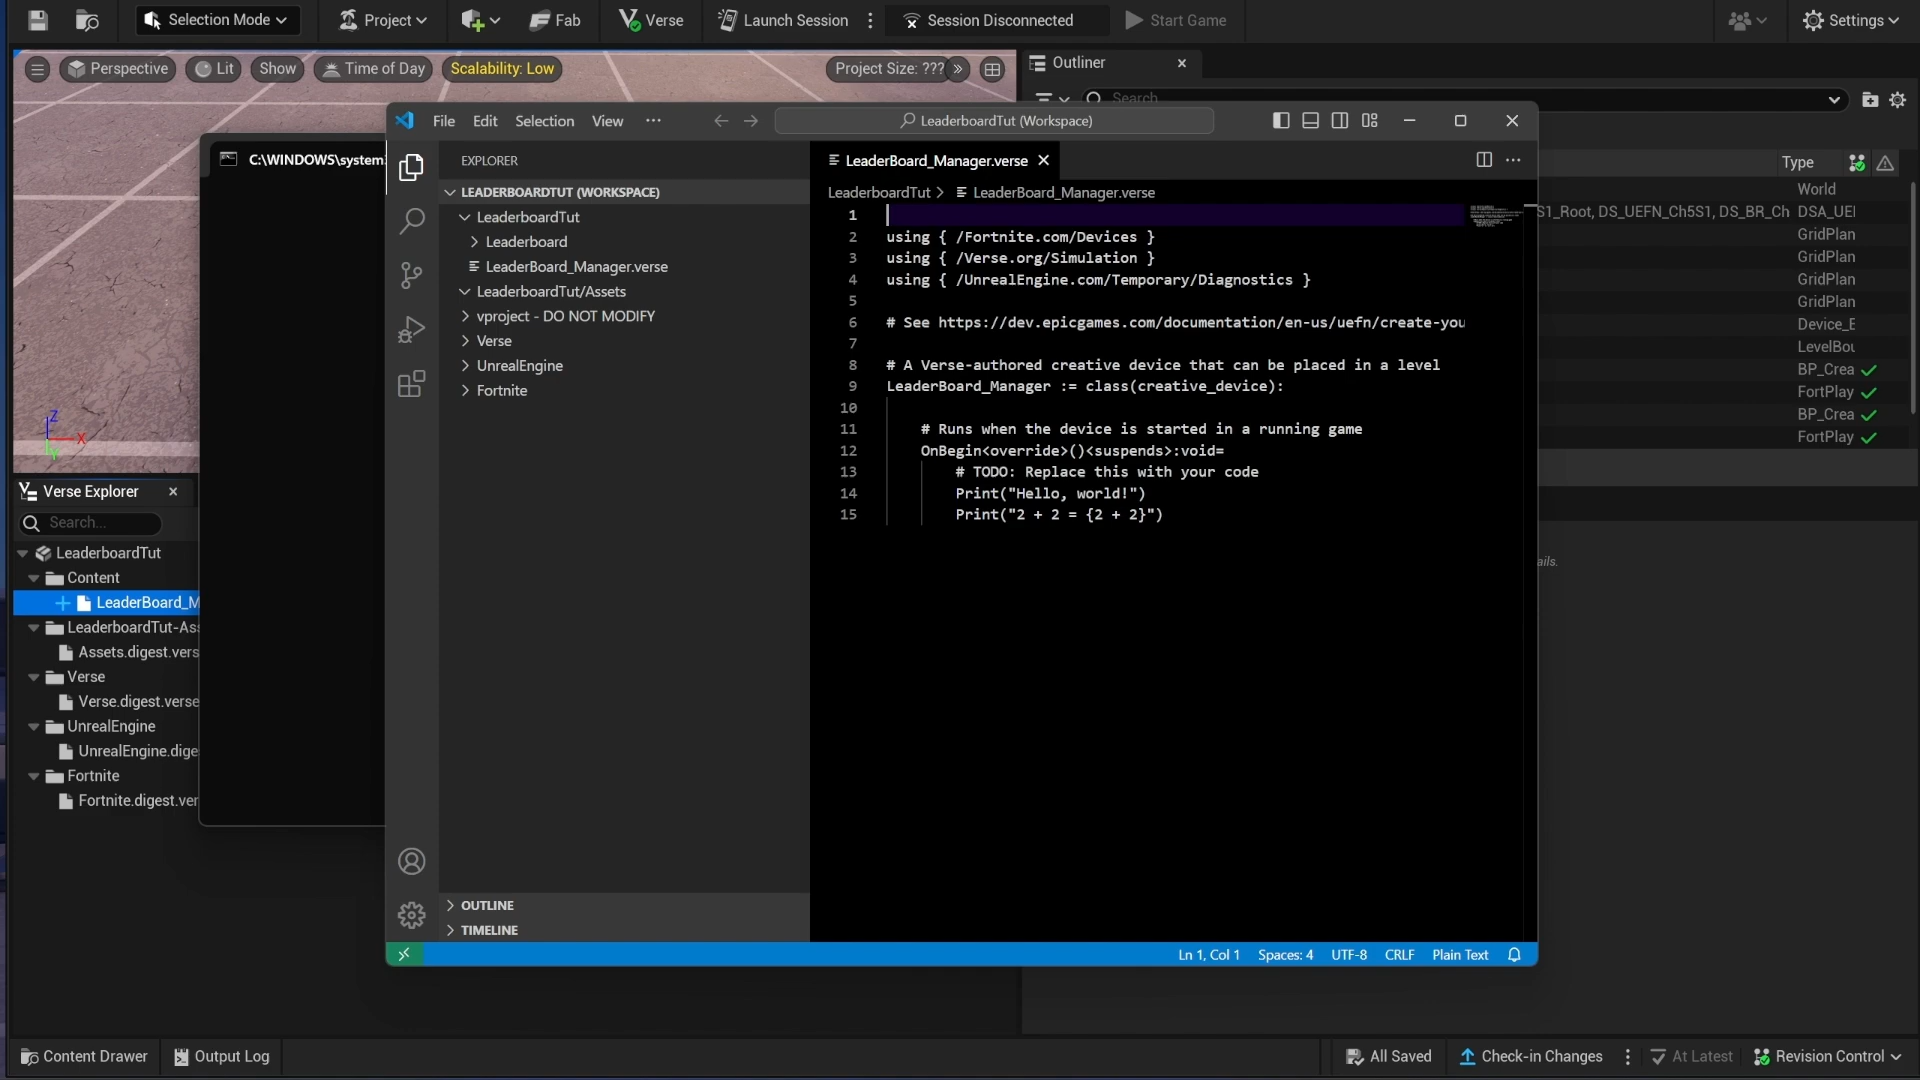 Selection Mode
Project
Fab
Verse
Launch Session
Session Disconnected
Start Game
Settings
Perspective
Lit
Show
Time of Day
Scalability: Low
Project Size: ???
Outliner
Search
File
Edit
Selection
View
LeaderboardTut (Workspace)
C:\WINDOWS\system
EXPLORER
LeaderBoard_Manager.verse
LEADERBOARDTUT (WORKSPACE)
LeaderboardTut
Leaderboard
LeaderBoard_Manager.verse
LeaderboardTut/Assets
vproject - DO NOT MODIFY
Verse
UnrealEngine
Fortnite
LeaderboardTut > LeaderBoard_Manager.verse
1
2 using { /Fortnite.com/Devices }
3 using { /Verse.org/Simulation }
4 using { /UnrealEngine.com/Temporary/Diagnostics }
5
6 # See https://dev.epicgames.com/documentation/en-us/uefn/create-you
7
8 # A Verse-authored creative device that can be placed in a level
9 LeaderBoard_Manager := class(creative_device):
10
11 # Runs when the device is started in a running game
12 OnBegin<override>()<suspends>:void=
13 # TODO: Replace this with your code
14 Print("Hello, world!")
15 Print("2 + 2 = {2 + 2}")
OUTLINE
TIMELINE
Ln 1, Col 1
Spaces: 4
UTF-8
CRLF
Plain Text
Type
World
S1_Root, DS_UEFN_Ch5S1, DS_BR_Ch DSA_UEI
GridPlan
GridPlan
GridPlan
GridPlan
Device_E
LevelBou
BP_Crea
FortPlay
BP_Crea
FortPlay
ails.
Z
X
Y
Verse Explorer
Search...
LeaderboardTut
Content
LeaderBoard_M
LeaderboardTut-Ass
Assets.digest.vers
Verse
Verse.digest.verse
UnrealEngine
UnrealEngine.dige
Fortnite
Fortnite.digest.ver
Content Drawer
Output Log
All Saved
Check-in Changes
At Latest
Revision Control